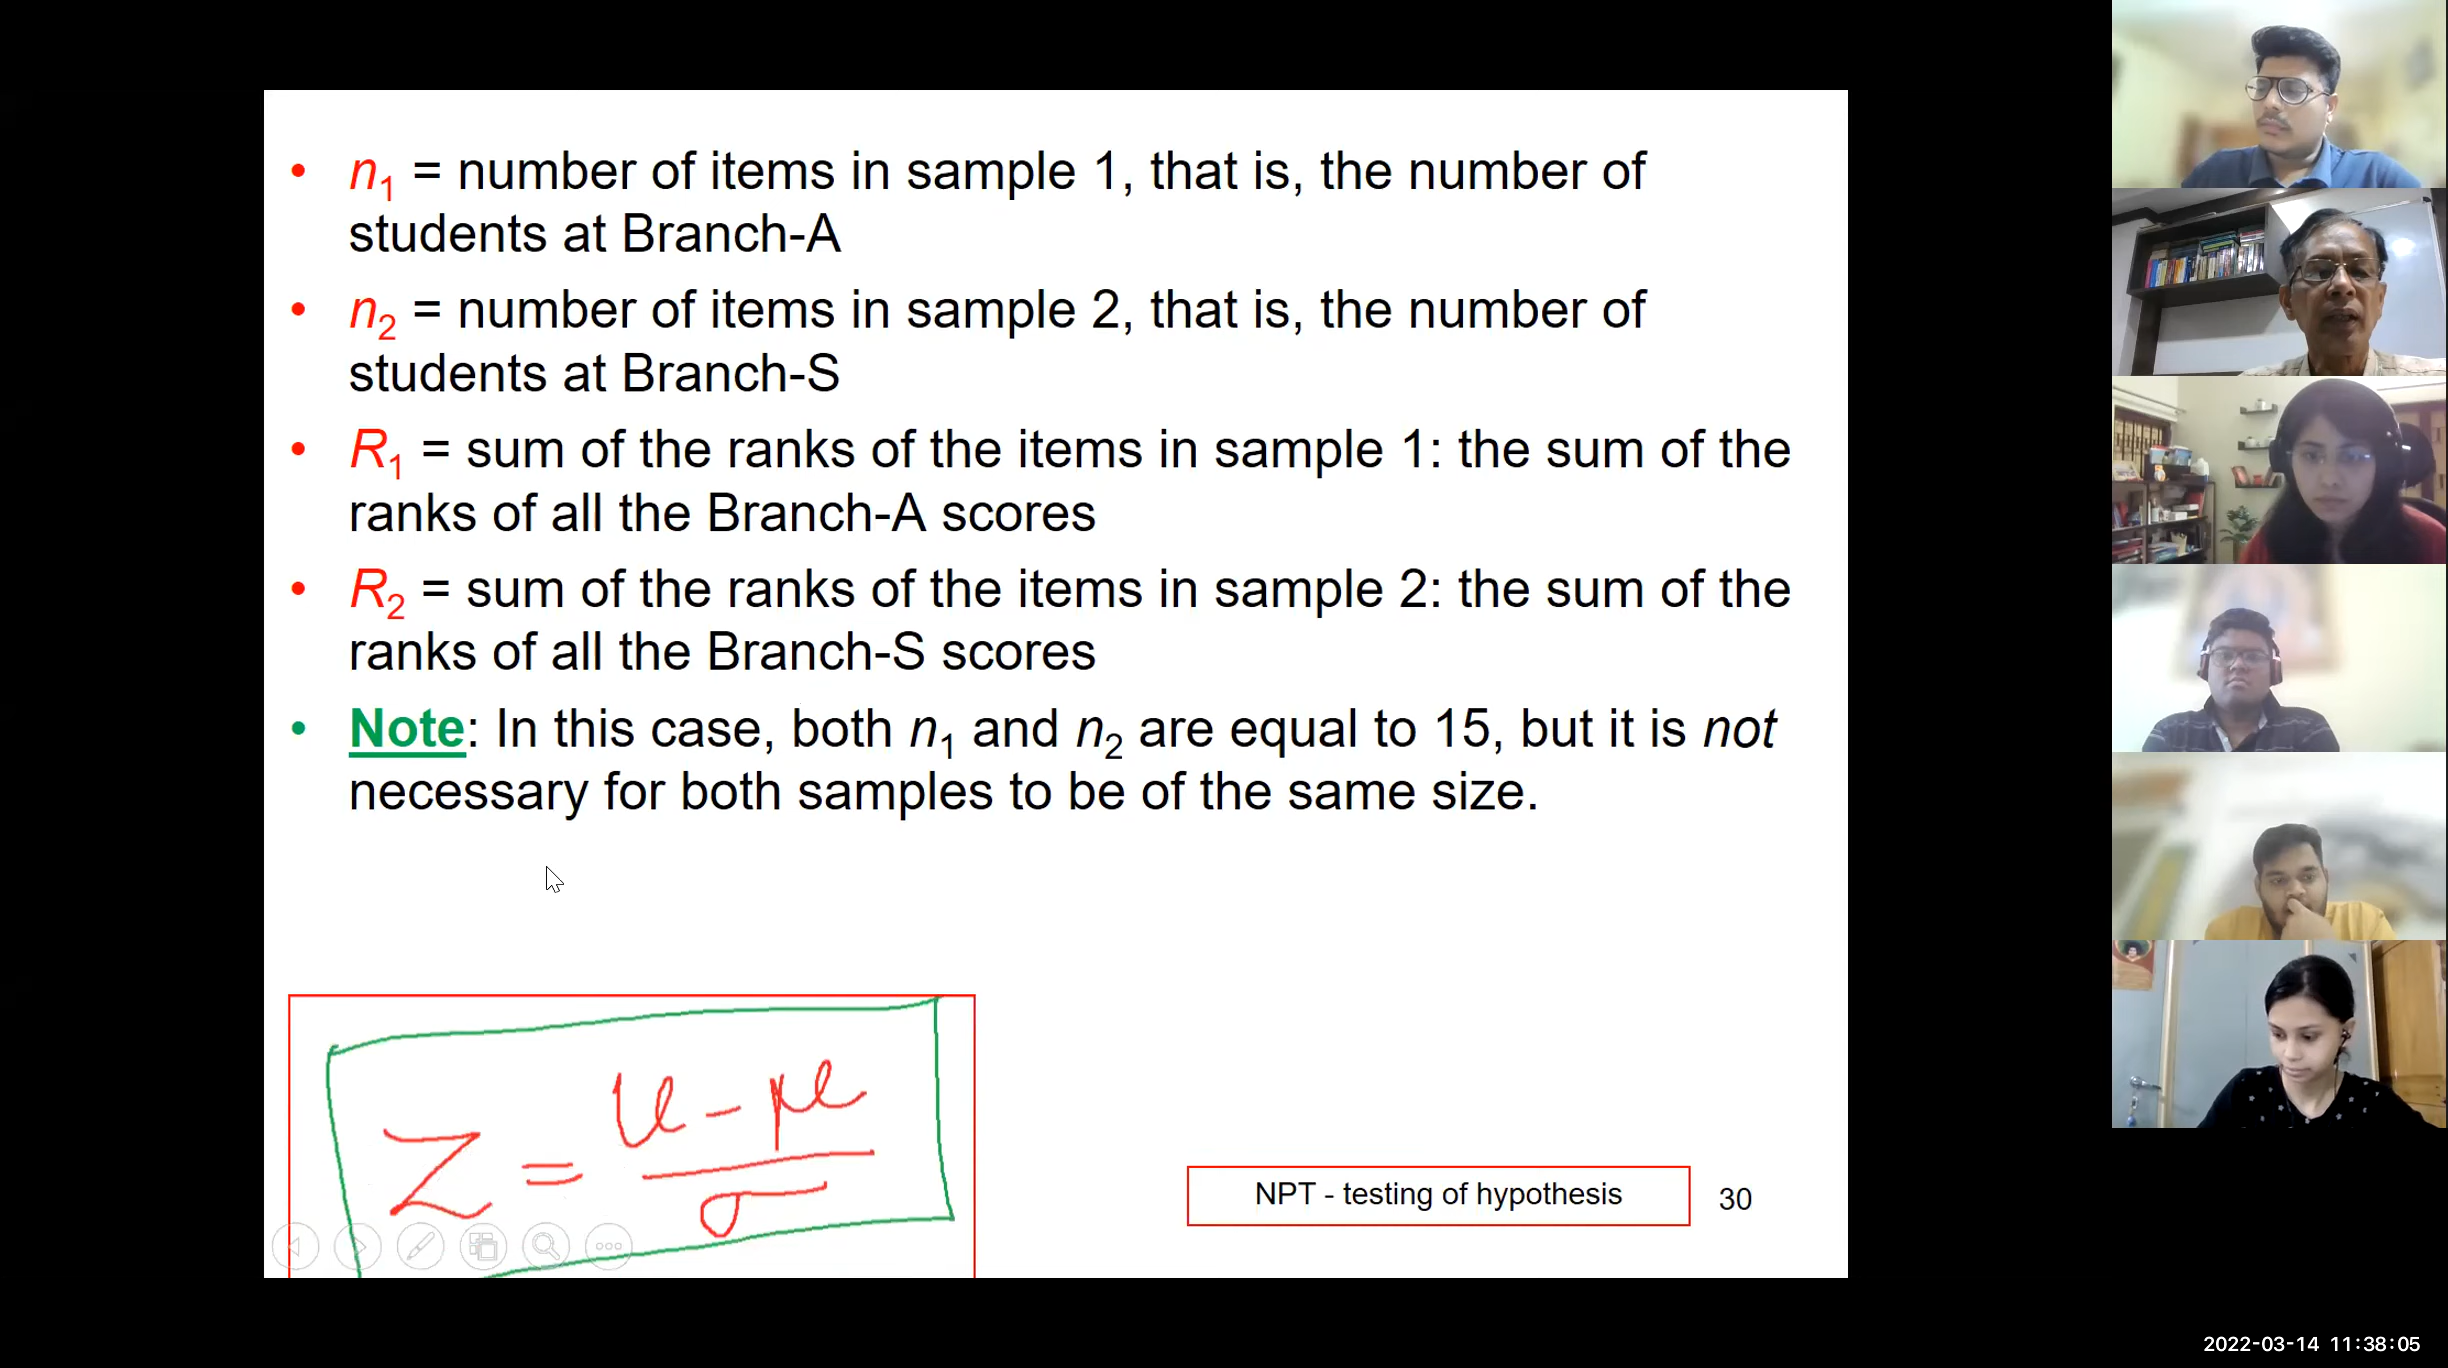 • n₁ = number of items in sample 1, that is, the number of
students at Branch-A
• n₂ = number of items in sample 2, that is, the number of
students at Branch-S
• R₁ = sum of the ranks of the items in sample 1: the sum of the
ranks of all the Branch-A scores
• R₂ = sum of the ranks of the items in sample 2: the sum of the
ranks of all the Branch-S scores
• Note: In this case, both n₁ and n₂ are equal to 15, but it is not
necessary for both samples to be of the same size.
u - μ
Z =
σ
NPT - testing of hypothesis
30
2022-03-14 11:38:05